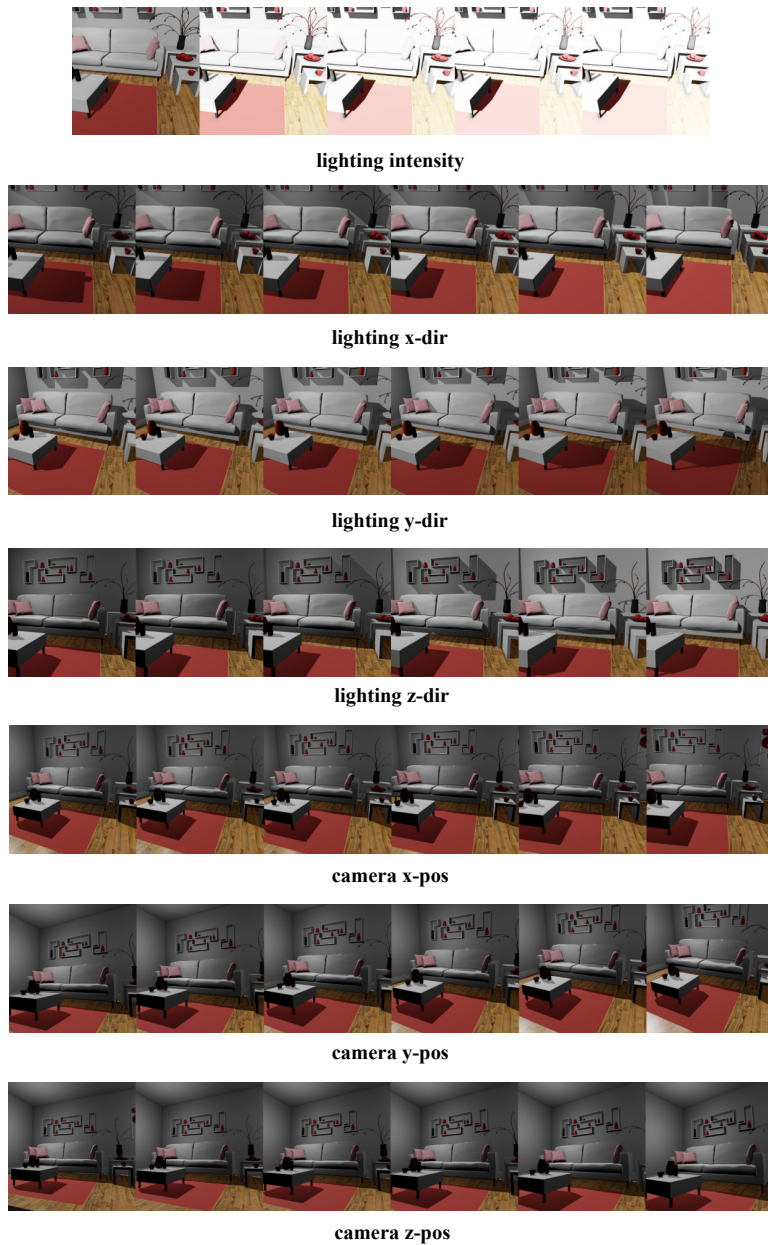 lighting intensity
lighting x-dir
lighting y-dir
lighting z-dir
camera x-pos
camera y-pos
camera z-pos